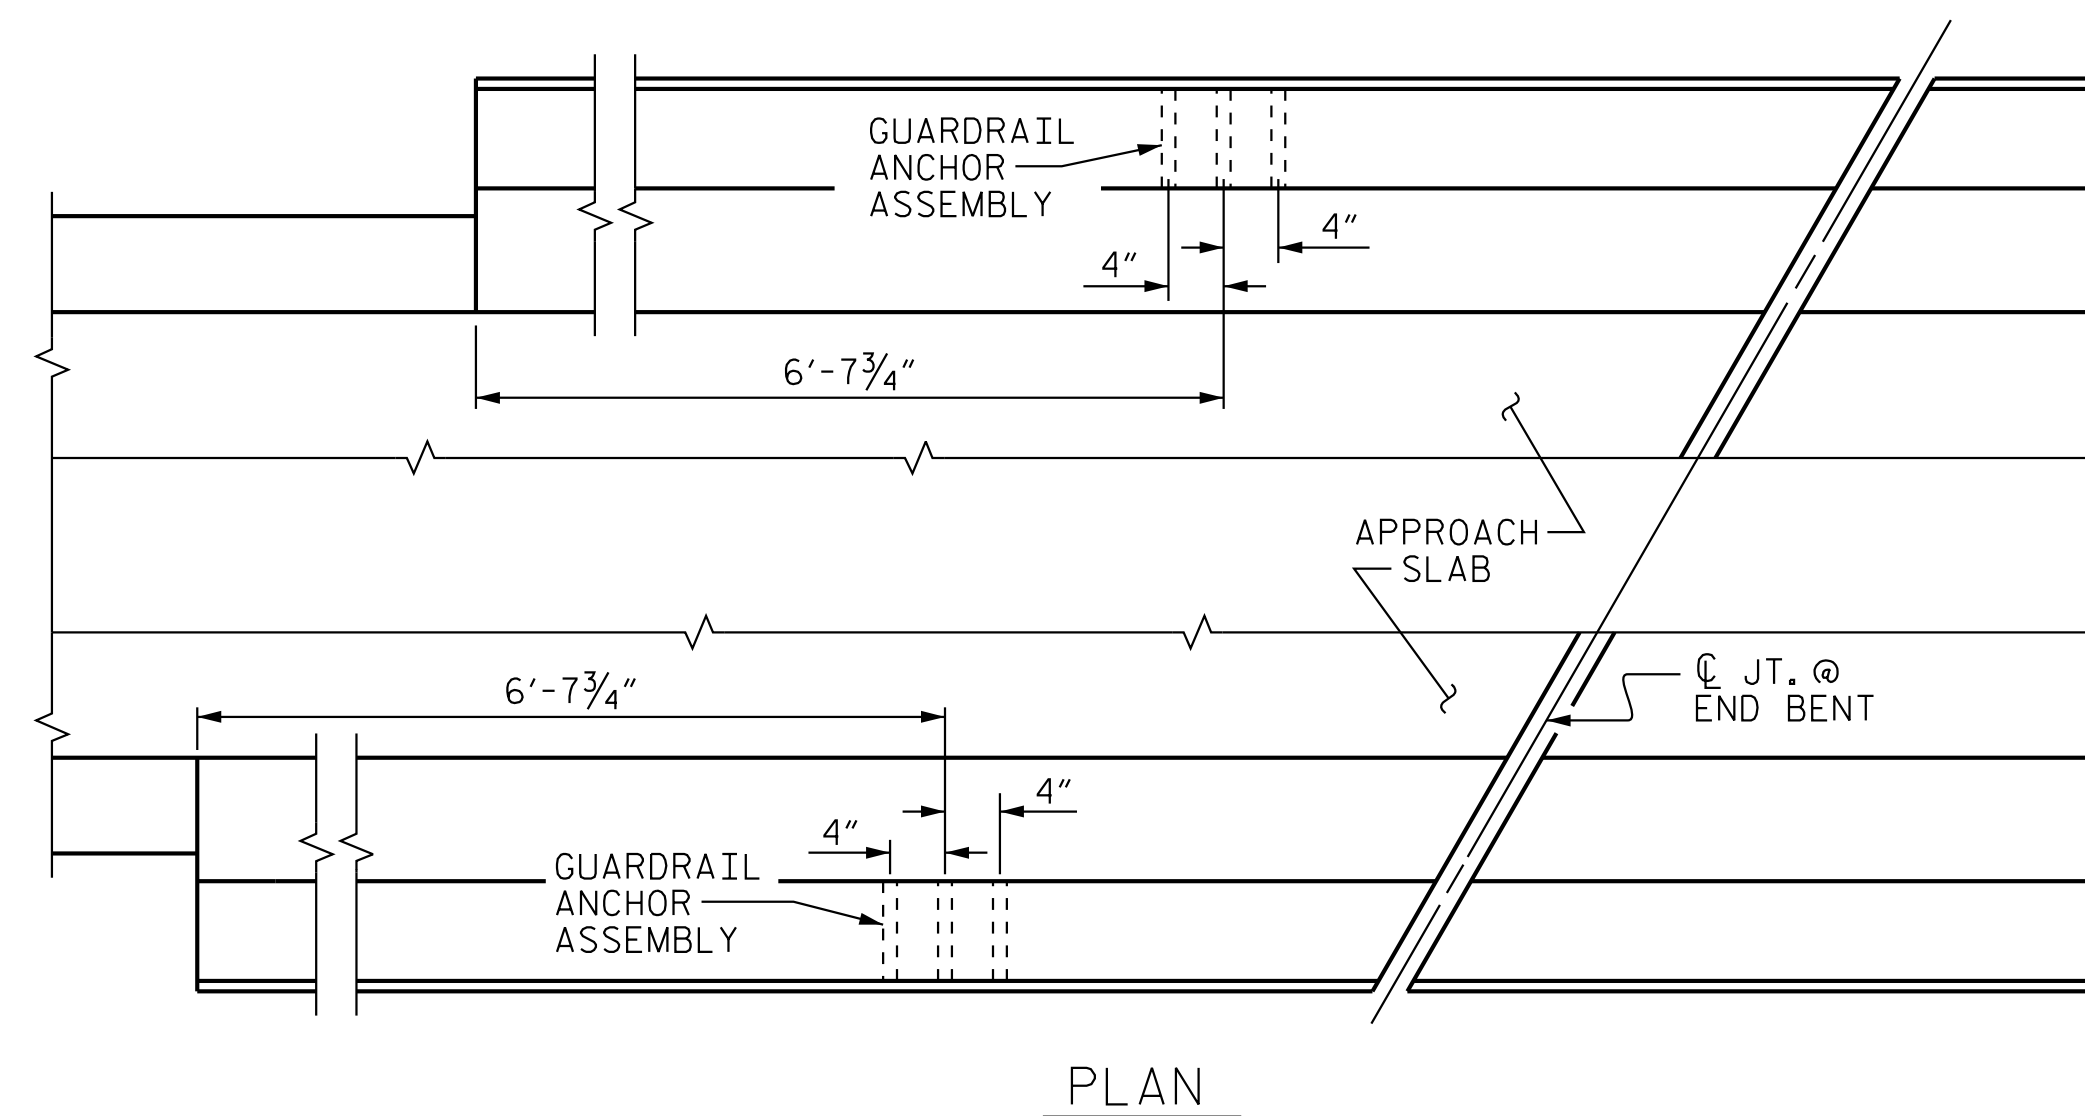 GUARDRAIL
ANCHOR
ASSEMBLY
4″
4″
6′-7¾″
APPROACH
SLAB
6′-7¾″
℄ JT. @
END BENT
4″
4″
GUARDRAIL
ANCHOR
ASSEMBLY
PLAN